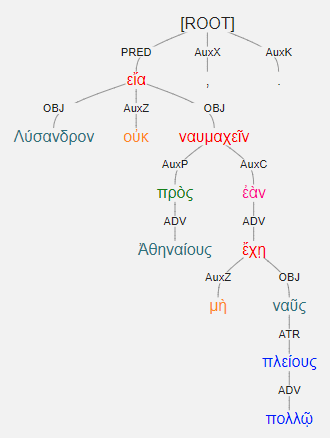 [ROOT]
PRED AuxX AuxK
εἴα , .
OBJ AuxZ OBJ
Λύσανδρον οὐκ ναυμαχεῖν
AuxP AuxC
πρὸς ἐὰν
ADV ADV
Ἀθηναίους ἔχῃ
AuxZ OBJ
μὴ ναῦς
ATR
πλείους
ADV
πολλῷ